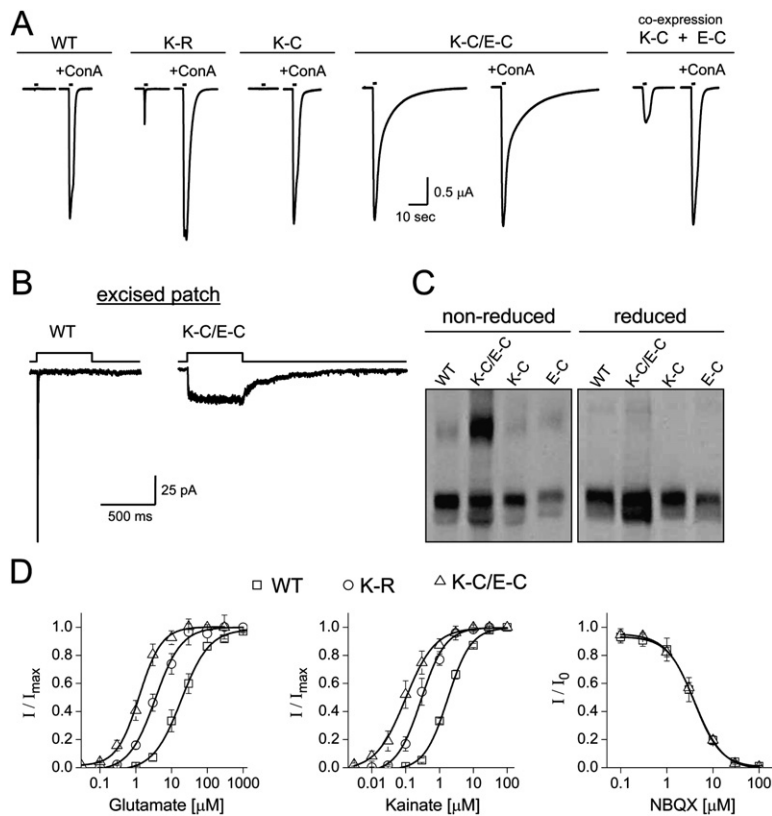 A
WT
K-R
K-C
K-C/E-C
co-expression
K-C + E-C
+ConA
+ConA
+ConA
+ConA
+ConA
0.5 μA
10 sec
B
excised patch
WT
K-C/E-C
25 pA
500 ms
C
non-reduced
reduced
WT
K-C/E-C
K-C
E-C
WT
K-C/E-C
K-C
E-C
D
WT
K-R
K-C/E-C
I / Imax
1.0
0.8
0.6
0.4
0.2
0.0
0.1 1 10 100 1000
Glutamate [μM]
I / Imax
1.0
0.8
0.6
0.4
0.2
0.0
0.01 0.1 1 10 100
Kainate [μM]
I / I0
1.0
0.8
0.6
0.4
0.2
0.0
0.1 1 10 100
NBQX [μM]